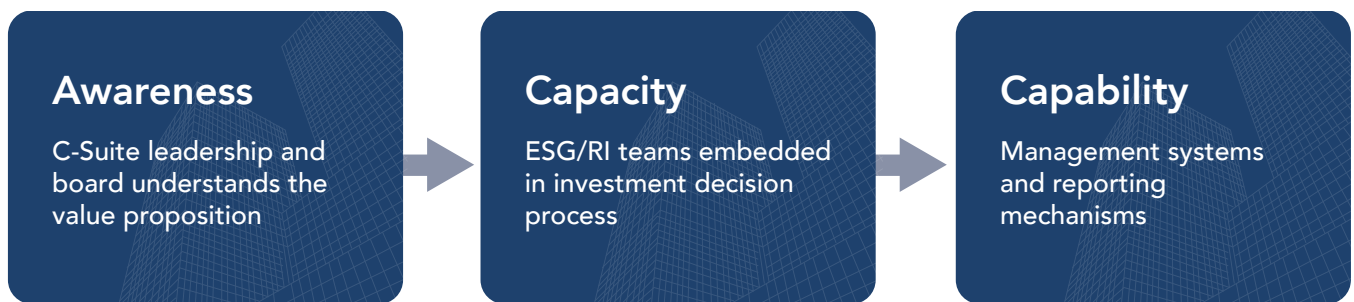 Awareness
C-Suite leadership and
board understands the
value proposition
Capacity
ESG/RI teams embedded
in investment decision
process
Capability
Management systems
and reporting
mechanisms